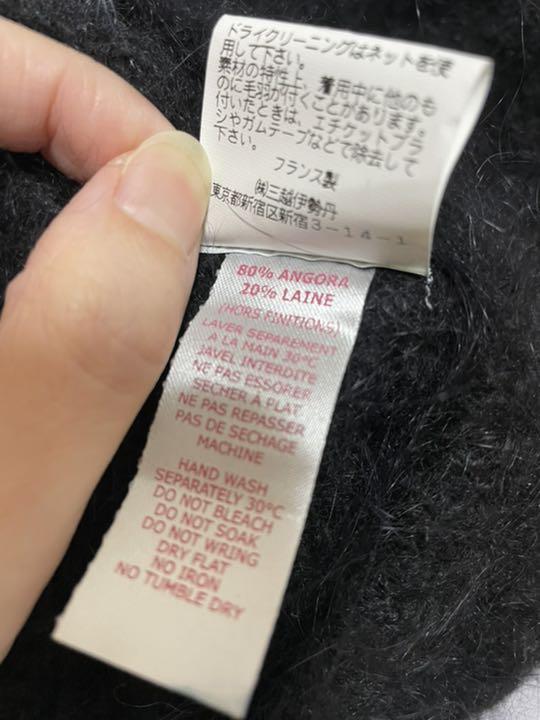 ドライクリーニングはネットを使
用して下さい。
素材の特性上、着用中に他のも
のに毛羽が付くことがあります。
付いたときは、エチケットブラ
シやガムテープなどで除去して
下さい。
フランス製
㈱三越伊勢丹
東京都新宿区新宿3-14-1
80% ANGORA
20% LAINE
(HORS FINITIONS)
LAVER SEPAREMENT
A LA MAIN 30°C
JAVEL INTERDITE
NE PAS ESSORER
SECHER A PLAT
NE PAS REPASSER
PAS DE SECHAGE
MACHINE
HAND WASH
SEPARATELY 30°C
DO NOT BLEACH
DO NOT SOAK
DO NOT WRING
DRY FLAT
NO IRON
NO TUMBLE DRY